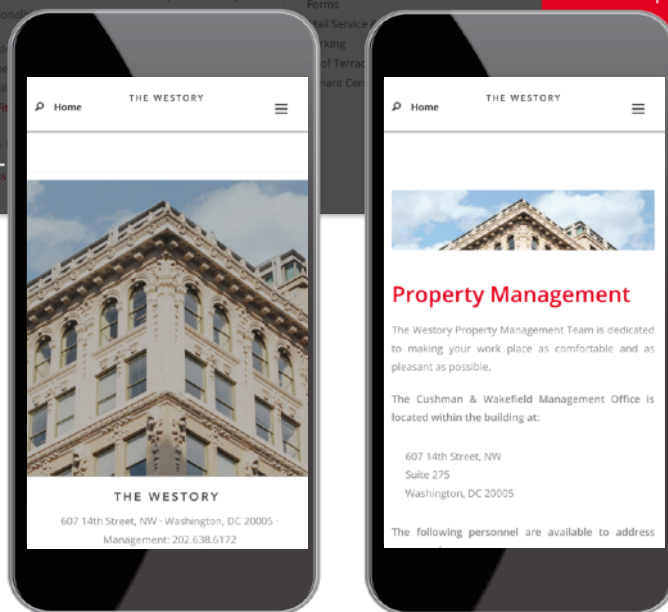 Forms
Mail Service &
Home
THE WESTORY
THE WESTORY
607 14th Street, NW · Washington, DC 20005 ·
Management: 202.638.6172
Home
THE WESTORY
Property Management
The Westory Property Management Team is dedicated
to making your work place as comfortable and as
pleasant as possible.
The Cushman & Wakefield Management Office is
located within the building at:
607 14th Street, NW
Suite 275
Washington, DC 20005
The following personnel are available to address